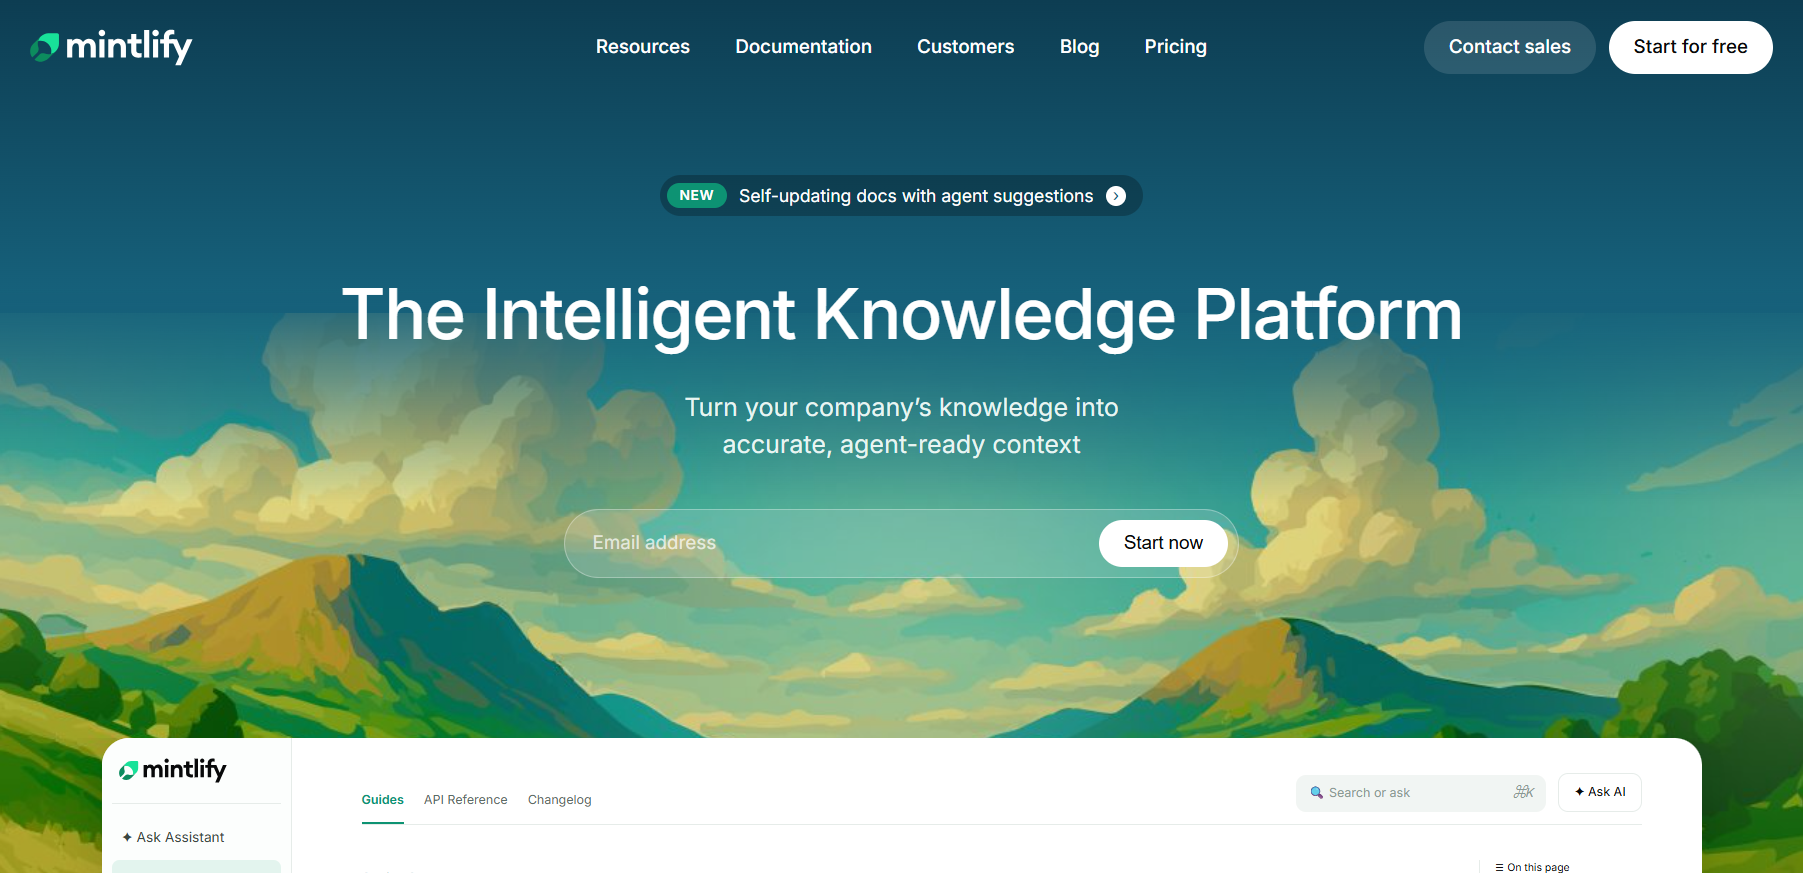 mintlify
Resources
Documentation
Customers
Blog
Pricing
Contact sales
Start for free
NEW
Self-updating docs with agent suggestions
The Intelligent Knowledge Platform
Turn your company’s knowledge into
accurate, agent-ready context
Email address
Start now
mintlify
Guides
API Reference
Changelog
Search or ask
⌘K
✦ Ask AI
✦ Ask Assistant
☰ On this page